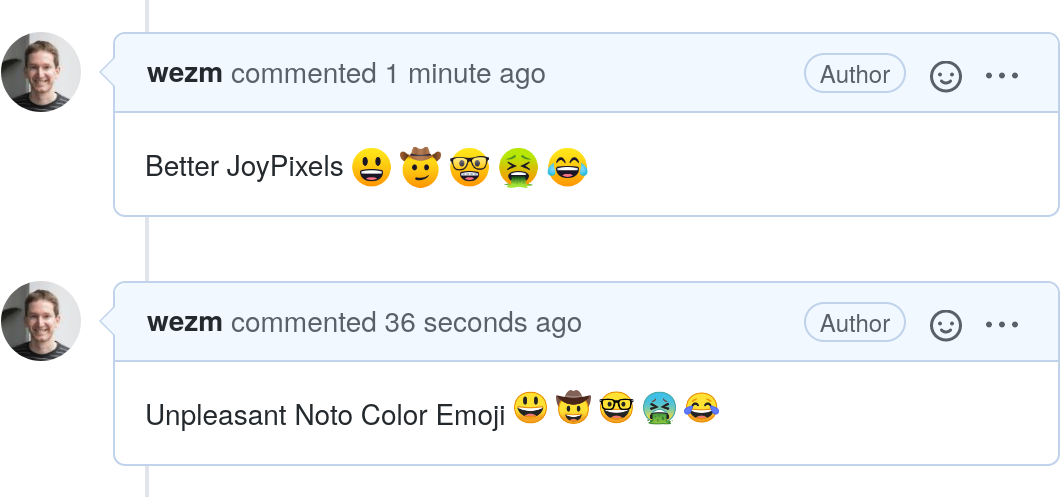 wezm commented 1 minute ago Author
Better JoyPixels 😃 🤠 🤓 🤮 😂
wezm commented 36 seconds ago Author
Unpleasant Noto Color Emoji 😃 🤠 🤓 🤮 😂